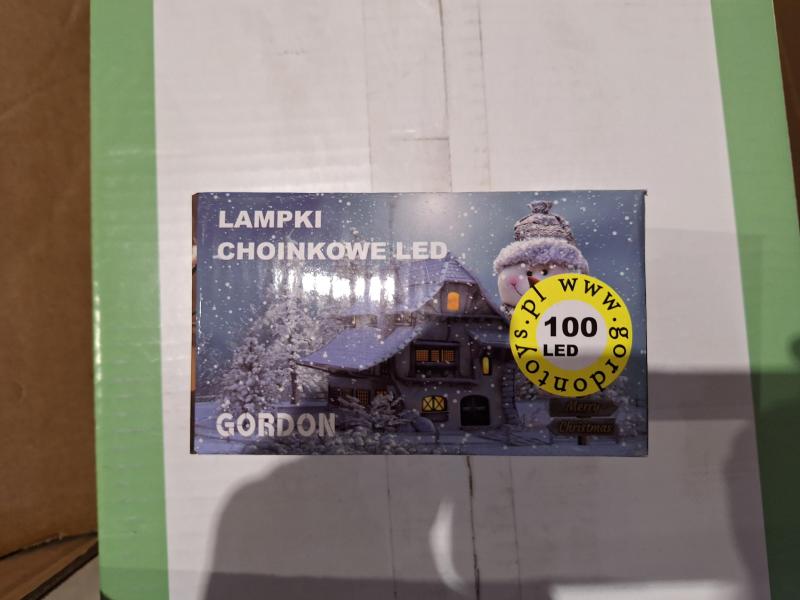 LAMPKI
CHOINKOWE LED
www.gordontoys.pl
100
LED
GORDON
Merry
Christmas